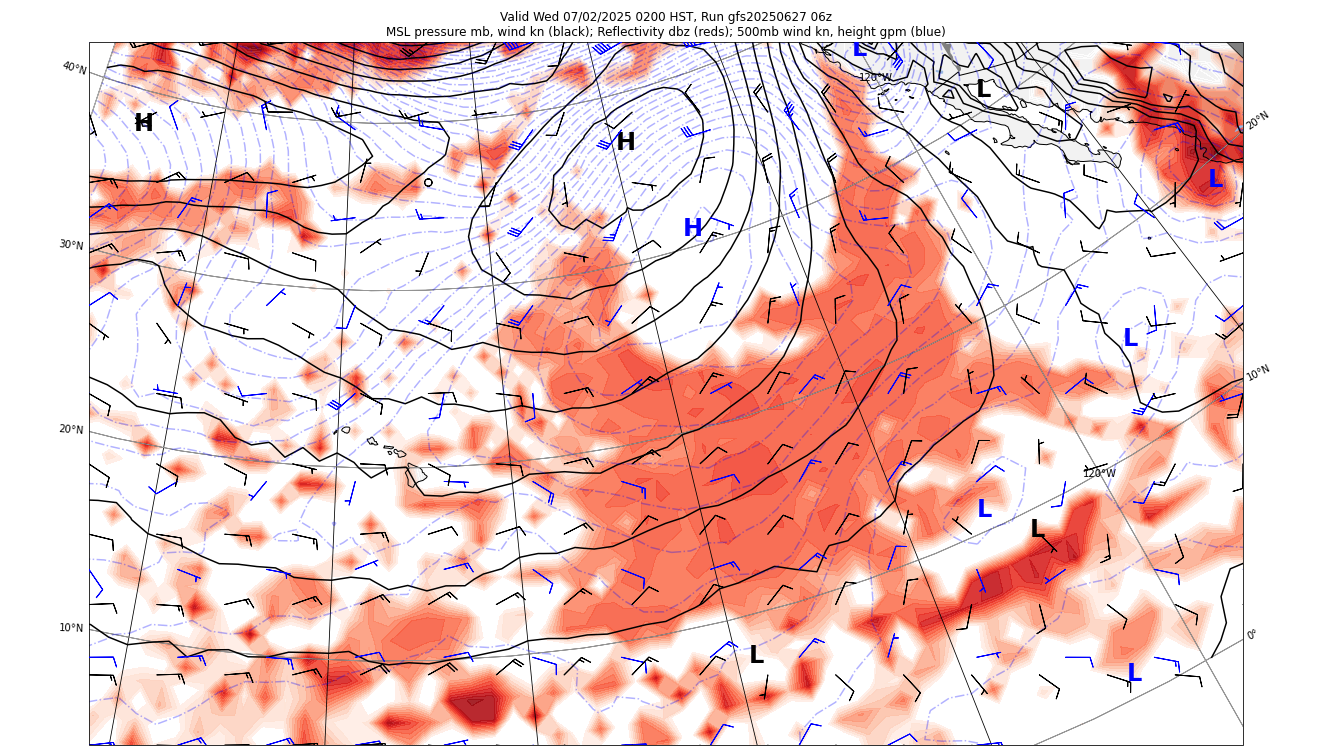 Valid Wed 07/02/2025 0200 HST, Run gfs20250627 06z
MSL pressure mb, wind kn (black); Reflectivity dbz (reds); 500mb wind kn, height gpm (blue)
L
40°N
120°W
L
H
20°N
H
L
H
30°N
L
10°N
20°N
120°W
L
L
10°N
0°
L
L